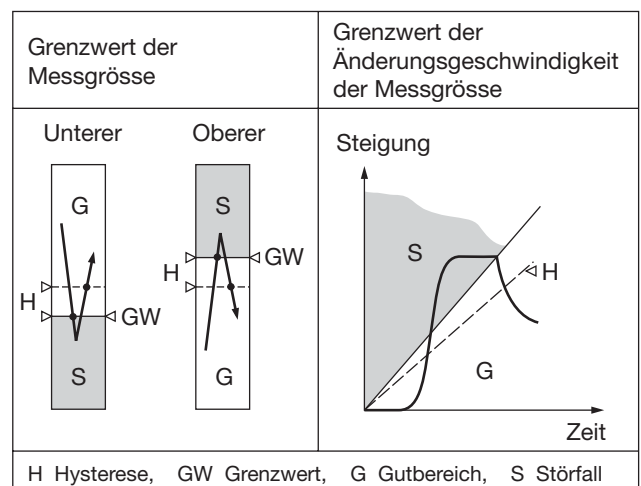 Grenzwert der
Messgrösse
Grenzwert der
Änderungsgeschwindigkeit
der Messgrösse
Unterer
Oberer
G
S
H
GW
S
G
H
GW
Steigung
S
H
G
Zeit
H Hysterese, GW Grenzwert, G Gutbereich, S Störfall